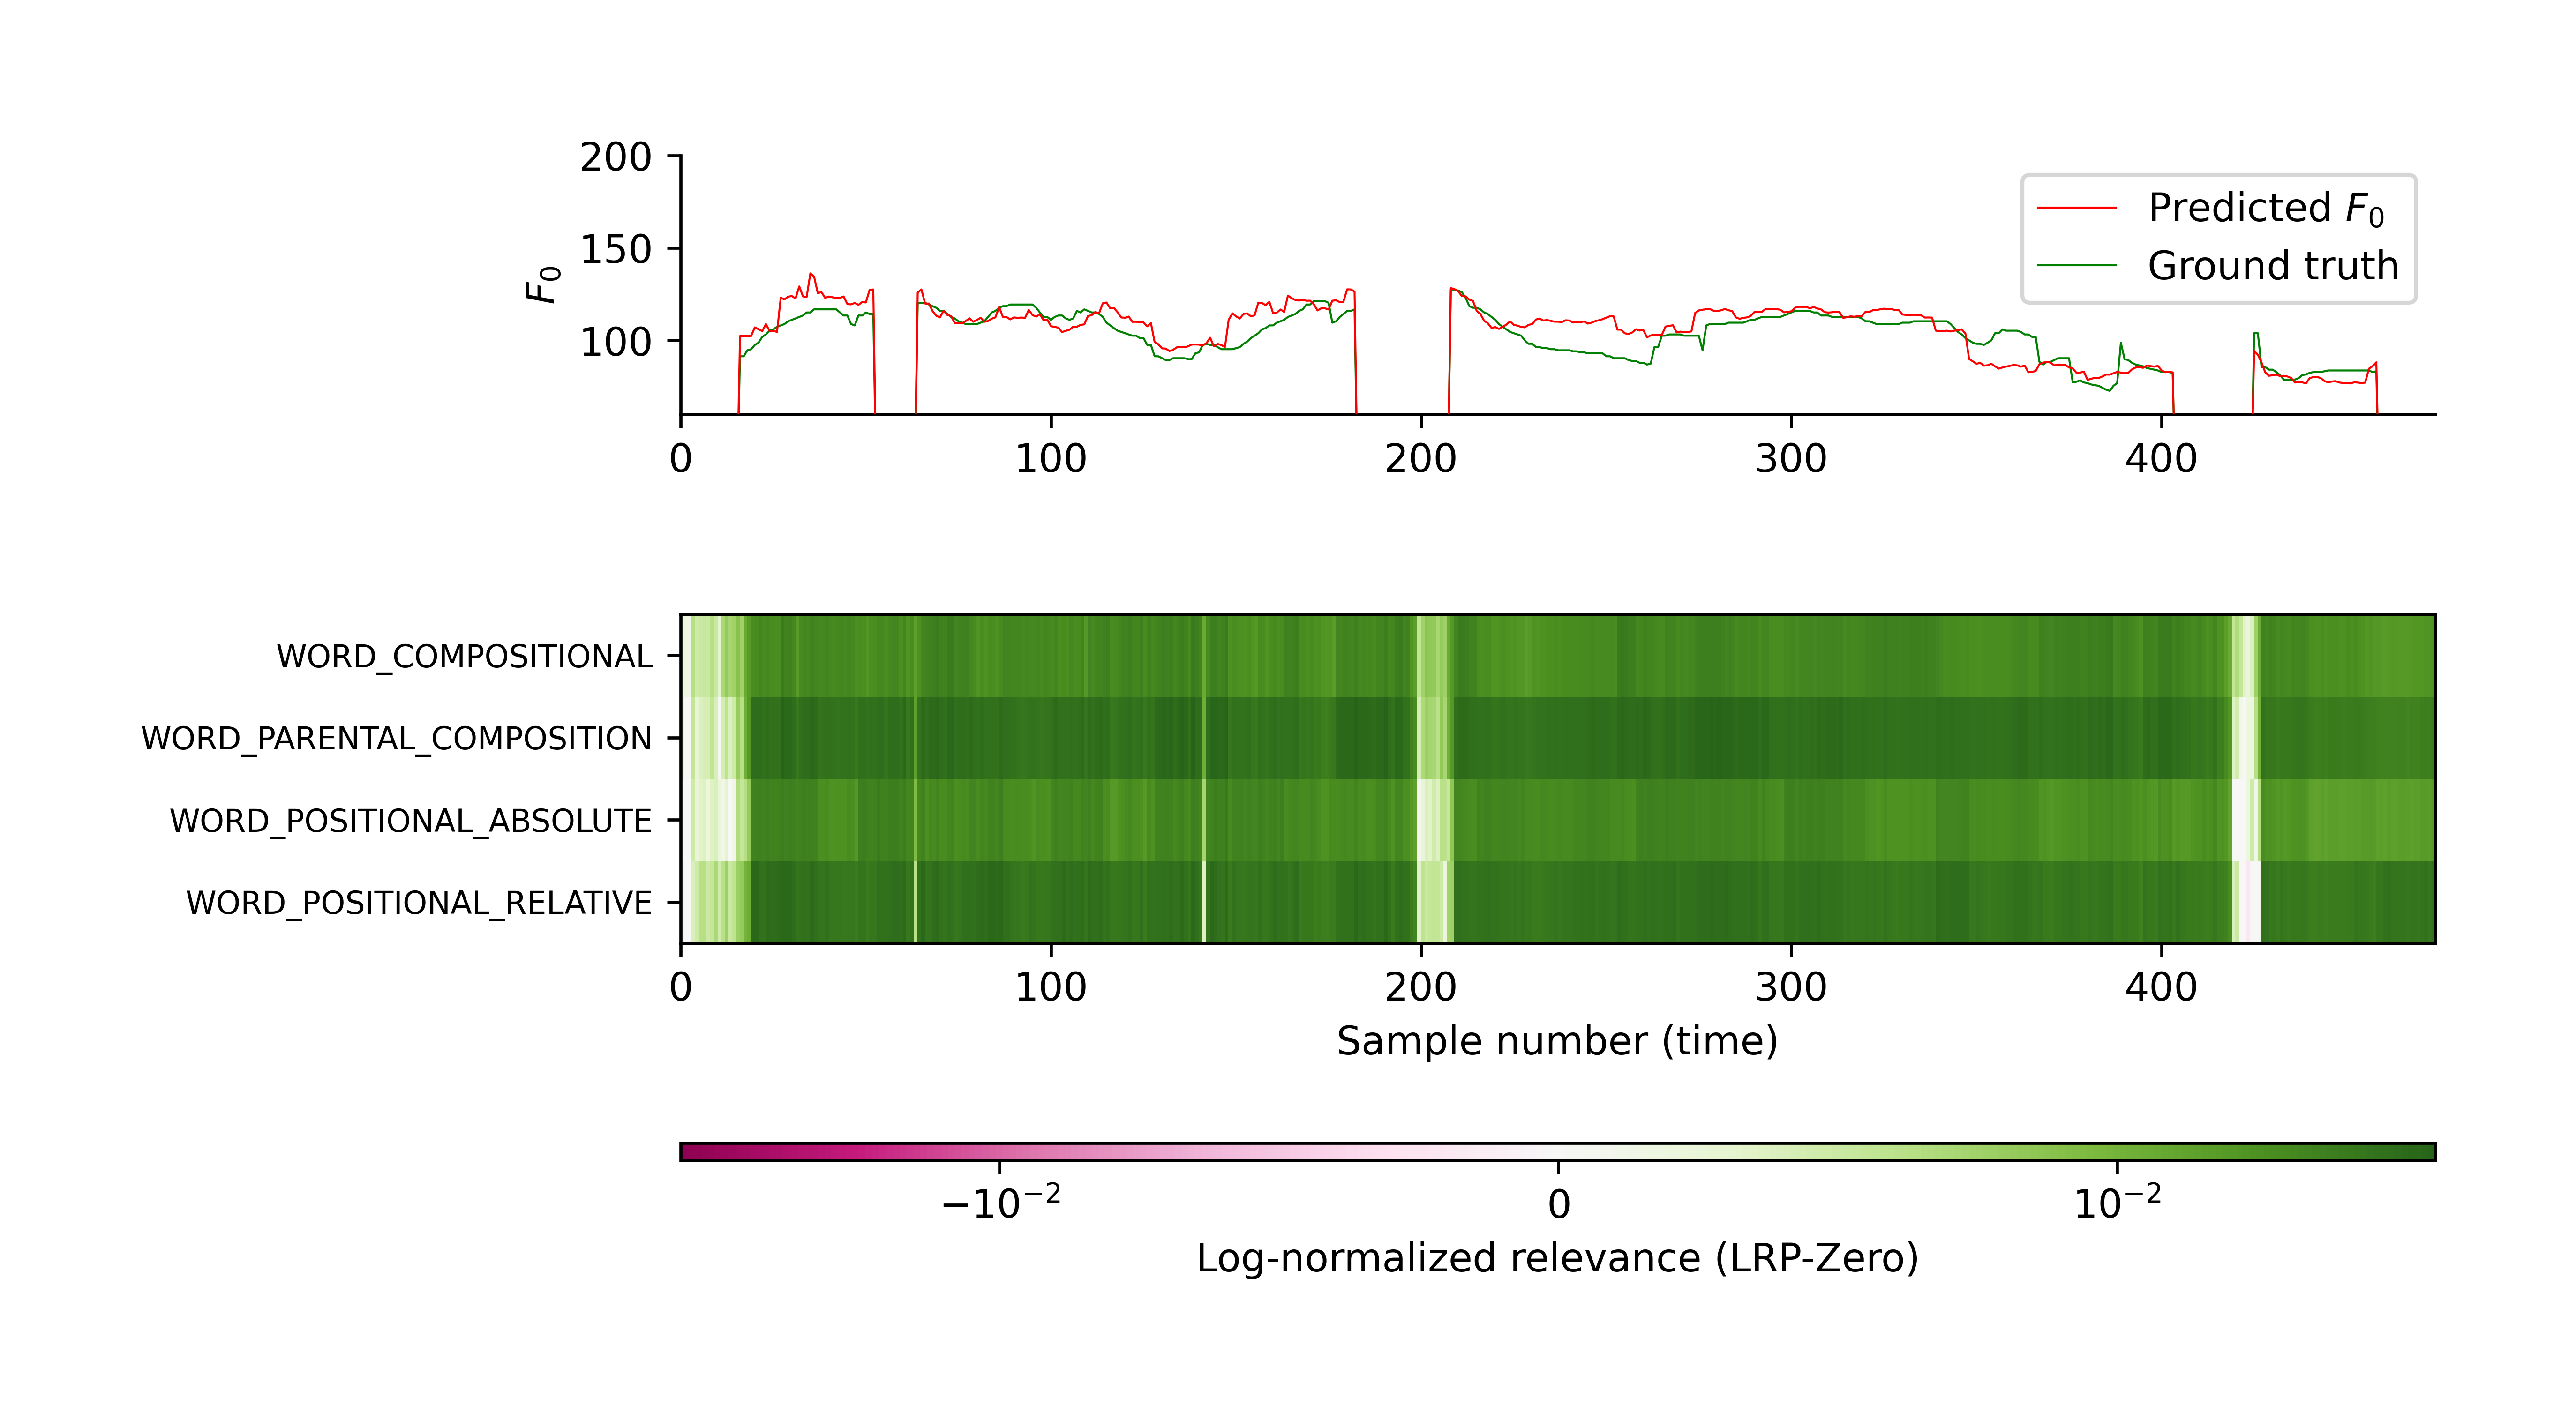 200
150
100
F₀
Predicted F₀
Ground truth
0 100 200 300 400
WORD_COMPOSITIONAL
WORD_PARENTAL_COMPOSITION
WORD_POSITIONAL_ABSOLUTE
WORD_POSITIONAL_RELATIVE
0 100 200 300 400
Sample number (time)
−10⁻² 0 10⁻²
Log-normalized relevance (LRP-Zero)